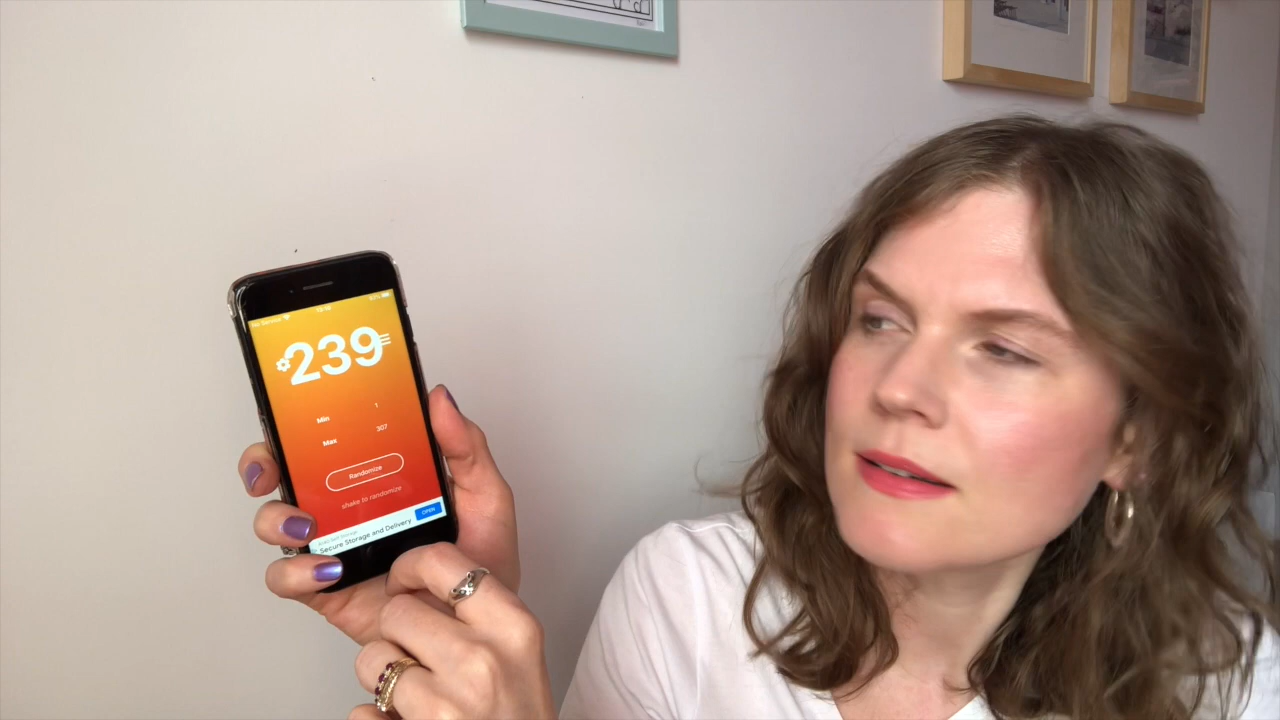 239
Min 1
Max 307
Randomize
shake to randomize
Secure Storage and Delivery
OPEN